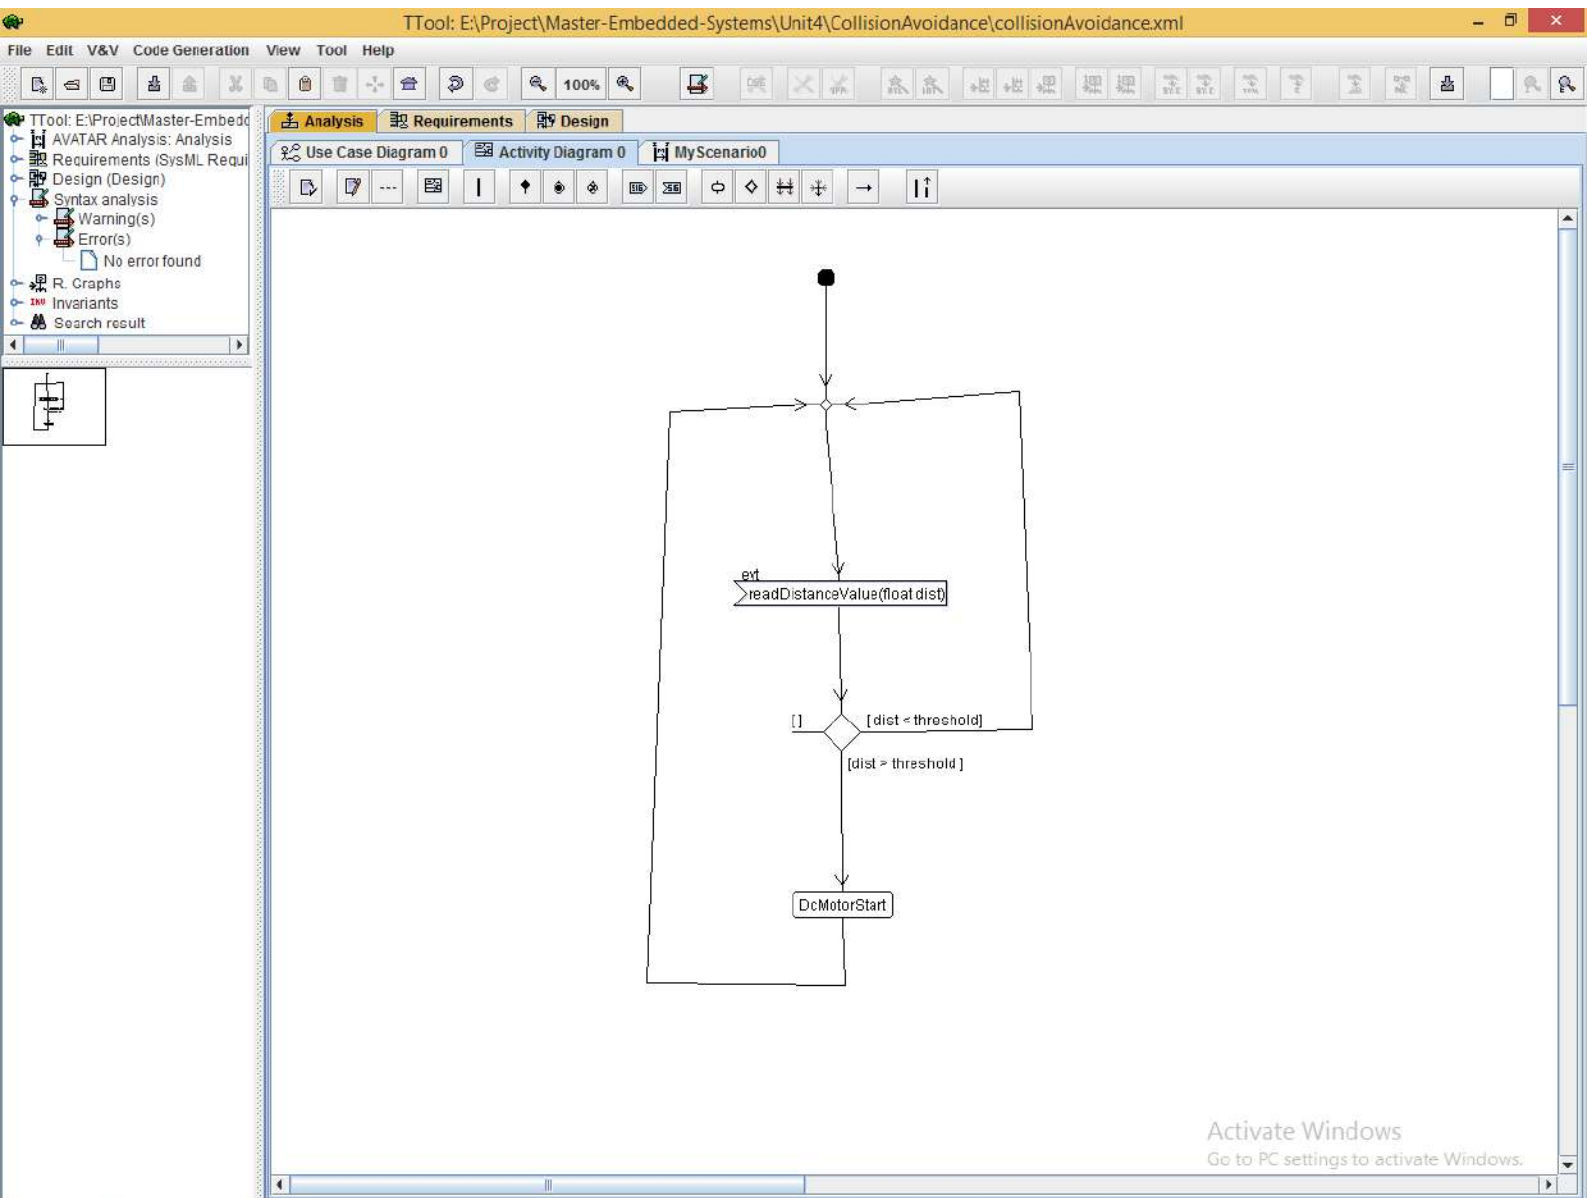 TTool: E:\Project\Master-Embedded-Systems\Unit4\CollisionAvoidance\collisionAvoidance.xml
File Edit V&V Code Generation View Tool Help
100%
TTool: E:\Project\Master-Embedd
AVATAR Analysis: Analysis
Requirements (SysML Requi
Design (Design)
Syntax analysis
Warning(s)
Error(s)
No error found
R. Graphs
INV Invariants
Search result
Analysis Requirements Design
Use Case Diagram 0 Activity Diagram 0 MyScenario0
SIG SIG
evt
readDistanceValue(float dist)
[ ] [ dist < threshold]
[dist > threshold ]
DcMotorStart
Activate Windows
Go to PC settings to activate Windows.